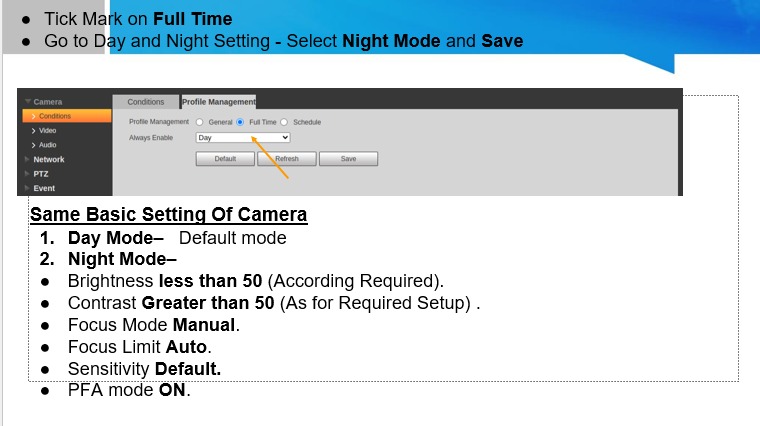 ● Tick Mark on Full Time
● Go to Day and Night Setting - Select Night Mode and Save
Camera
Conditions
Video
Audio
Network
PTZ
Event
Conditions Profile Management
Profile Management General Full Time Schedule
Always Enable Day
Default Refresh Save
Same Basic Setting Of Camera
1. Day Mode– Default mode
2. Night Mode–
● Brightness less than 50 (According Required).
● Contrast Greater than 50 (As for Required Setup) .
● Focus Mode Manual.
● Focus Limit Auto.
● Sensitivity Default.
● PFA mode ON.